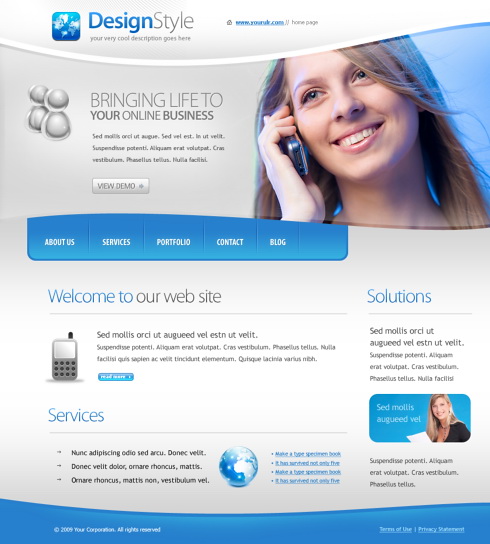 DesignStyle
your very cool description goes here
www.yoururlr.com // home page
BRINGING LIFE TO
YOUR ONLINE BUSINESS
Sed mollis orci ut augue. Sed vel est. In ut velit.
Suspendisse potenti. Aliquam erat volutpat. Cras
vestibulum. Phasellus tellus. Nulla facilisi.
VIEW DEMO
ABOUT US
SERVICES
PORTFOLIO
CONTACT
BLOG
Welcome to our web site
Sed mollis orci ut augueed vel estn ut velit.
Suspendisse potenti. Aliquam erat volutpat. Cras vestibulum. Phasellus tellus. Nulla
facilisi quis sapien ac velit tincidunt elementum. Quisque lacinia varius nibh.
read more
Services
Nunc adipiscing odio sed arcu. Donec velit.
Donec velit dolor, ornare rhoncus, mattis.
Ornare rhoncus, mattis non, vestibulum vel.
Make a type specimen book
It has survived not only five
Make a type specimen book
It has survived not only five
Solutions
Sed mollis orci ut
augueed vel estn ut velit.
Suspendisse potenti. Aliquam
erat volutpat. Cras vestibulum.
Phasellus tellus. Nulla facilisi
Sed mollis
augueed vel
Suspendisse potenti. Aliquam
erat volutpat. Cras vestibulum.
Phasellus tellus.
© 2009 Your Corporation. All rights reserved
Terms of Use | Privacy Statement